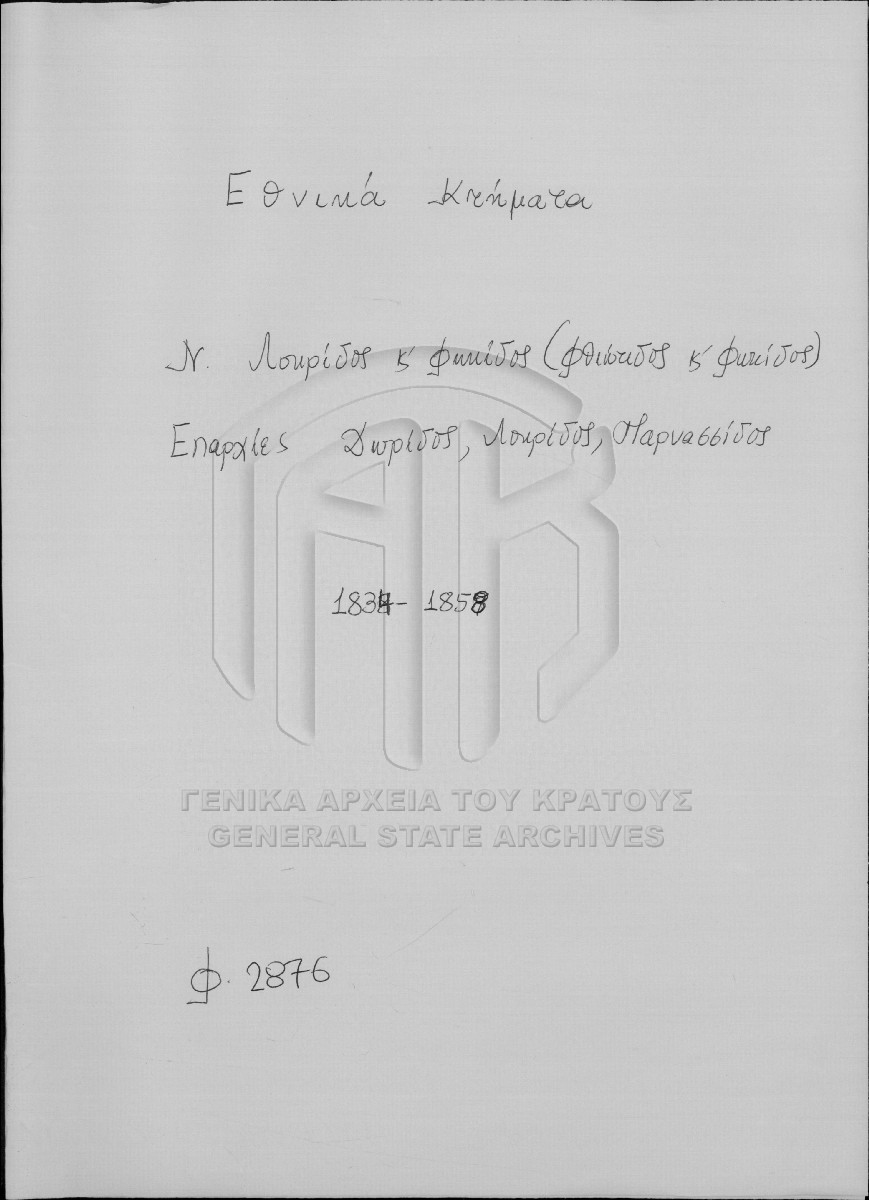 Εθνικά Κτήματα
Ν. Λοκρίδος κ' Φωκίδος (Φθιώτιδος κ' Φωκίδος)
Επαρχίες Δωρίδος, Λοκρίδος, Παρνασσίδος
1834 - 1858
ΓΕΝΙΚΑ ΑΡΧΕΙΑ ΤΟΥ ΚΡΑΤΟΥΣ
GENERAL STATE ARCHIVES
Φ. 2876